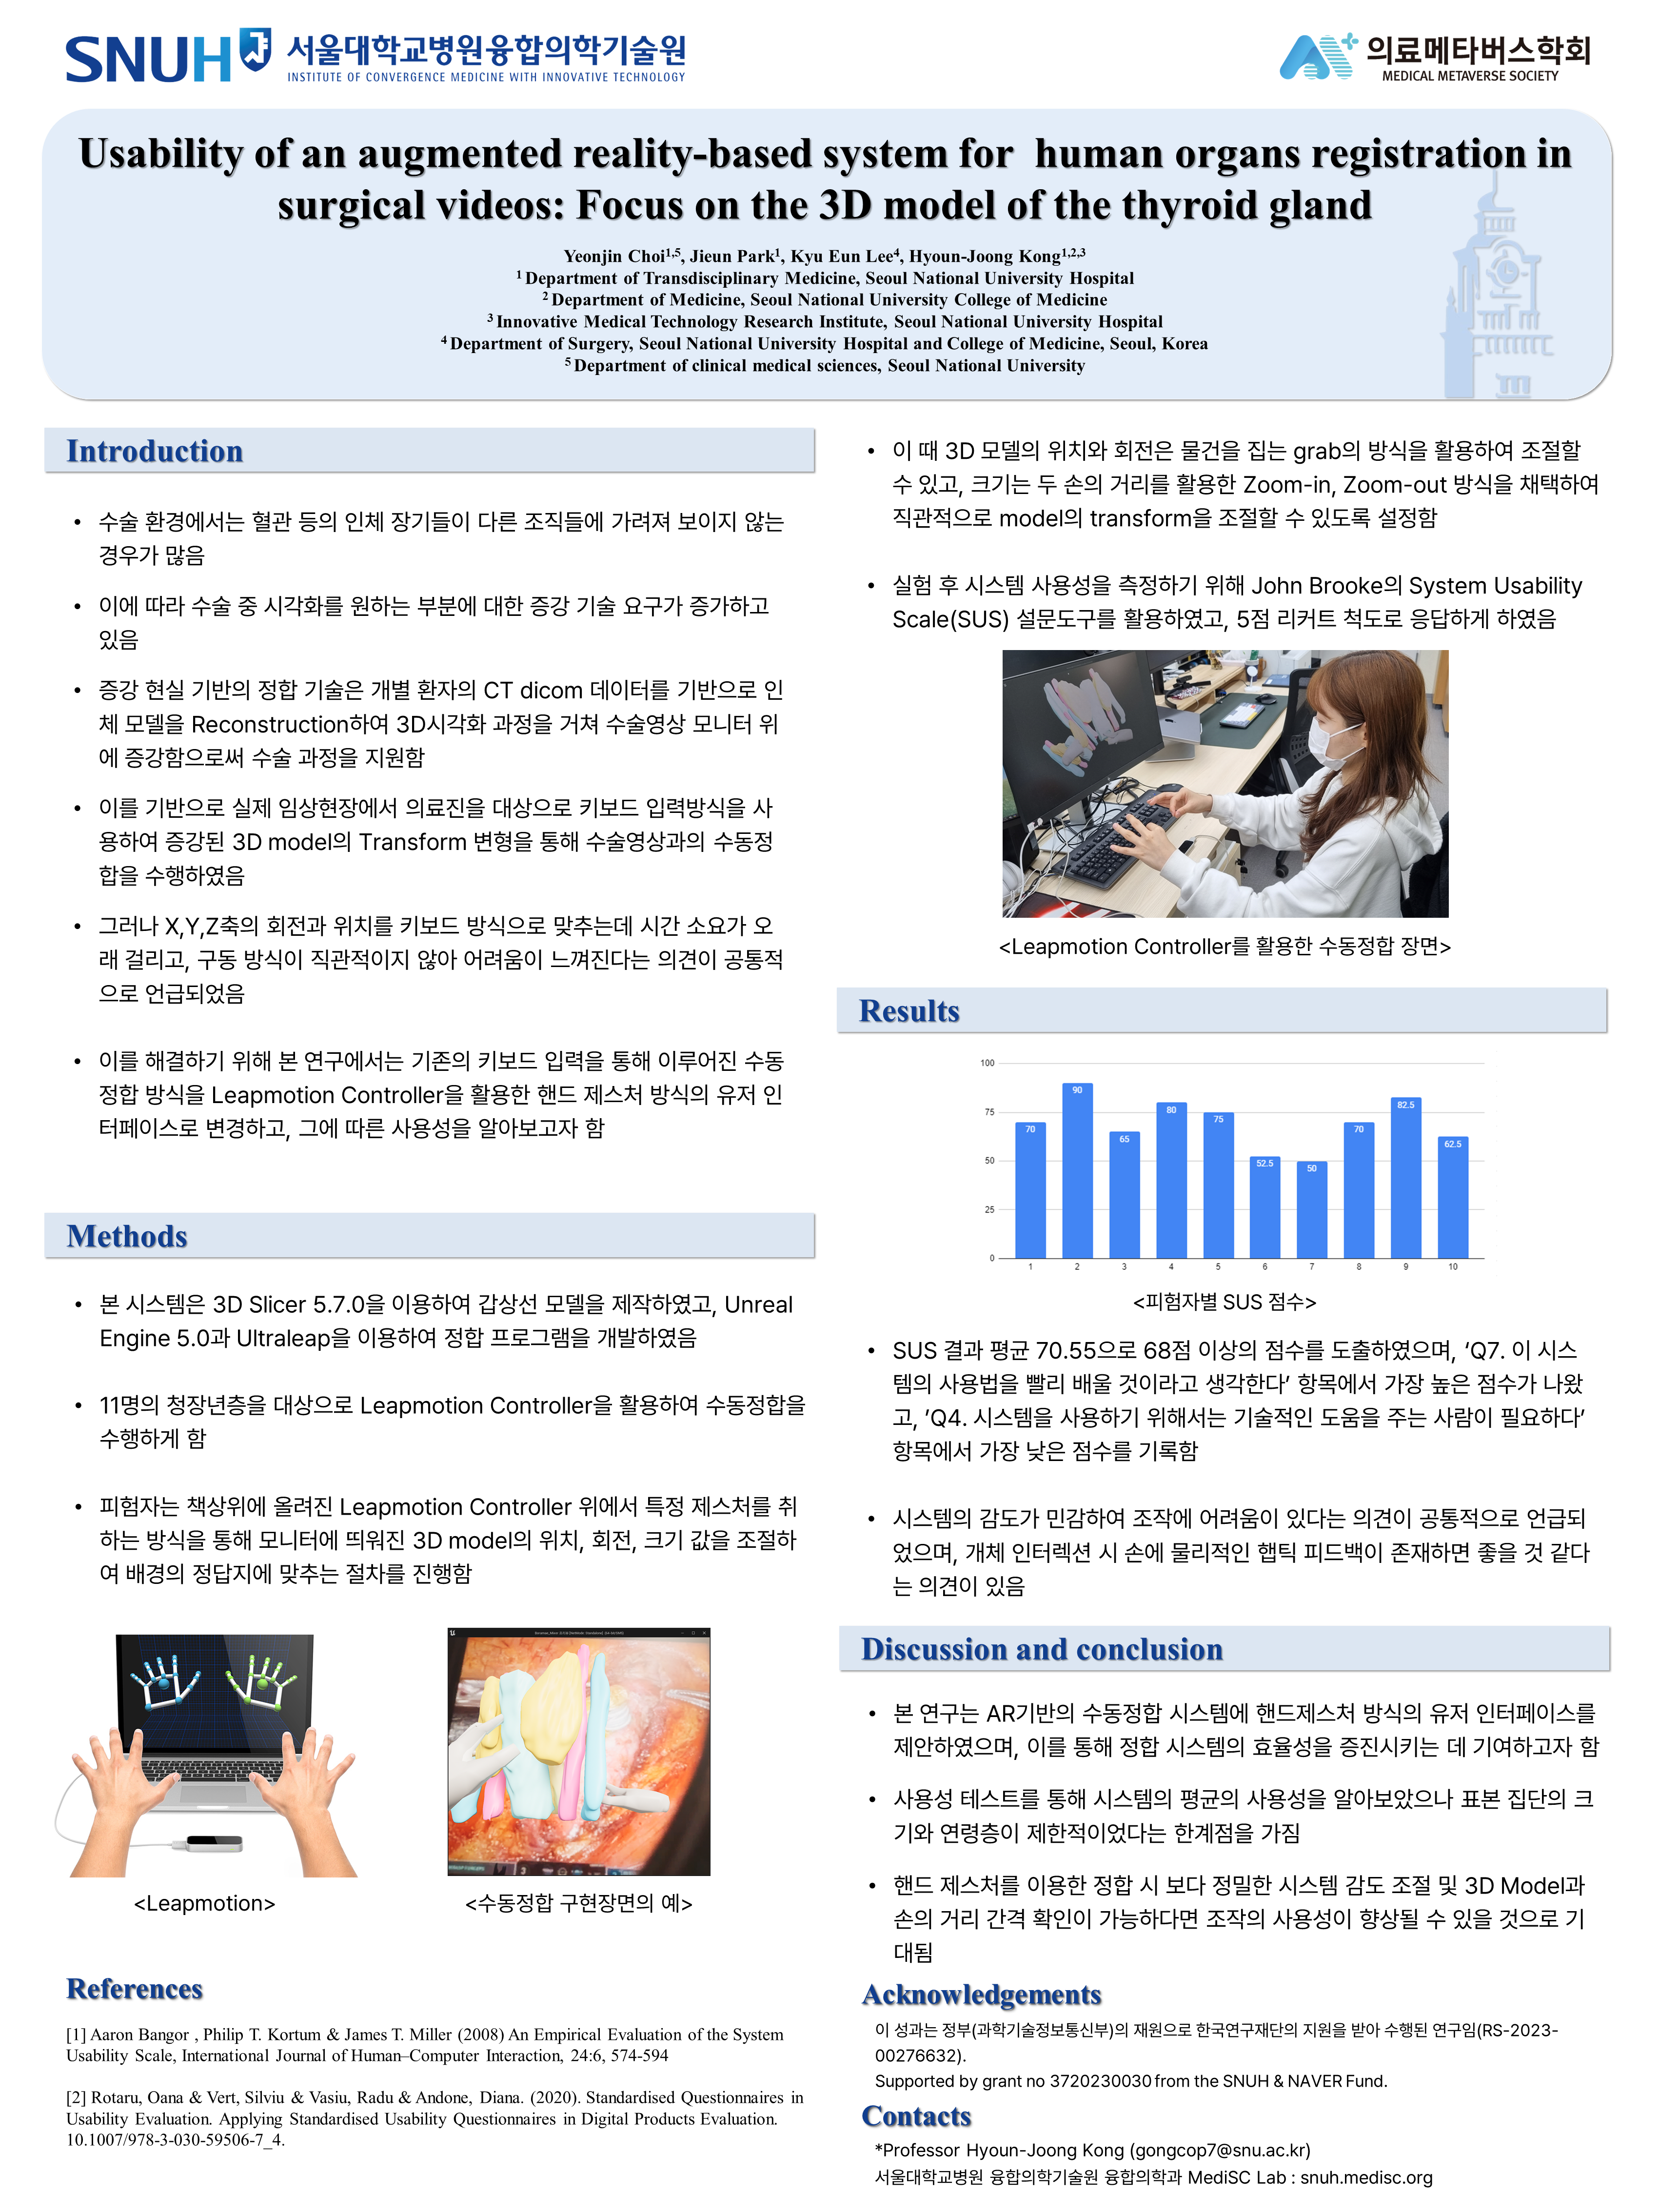 SNUH 서울대학교병원융합의학기술원
INSTITUTE OF CONVERGENCE MEDICINE WITH INNOVATIVE TECHNOLOGY
의료메타버스학회
MEDICAL METAVERSE SOCIETY
Usability of an augmented reality-based system for human organs registration in
surgical videos: Focus on the 3D model of the thyroid gland
Yeonjin Choi1,5, Jieun Park1, Kyu Eun Lee4, Hyoun-Joong Kong1,2,3
1 Department of Transdisciplinary Medicine, Seoul National University Hospital
2 Department of Medicine, Seoul National University College of Medicine
3 Innovative Medical Technology Research Institute, Seoul National University Hospital
4 Department of Surgery, Seoul National University Hospital and College of Medicine, Seoul, Korea
5 Department of clinical medical sciences, Seoul National University
Introduction
• 수술 환경에서는 혈관 등의 인체 장기들이 다른 조직들에 가려져 보이지 않는
경우가 많음
• 이에 따라 수술 중 시각화를 원하는 부분에 대한 증강 기술 요구가 증가하고
있음
• 증강 현실 기반의 정합 기술은 개별 환자의 CT dicom 데이터를 기반으로 인
체 모델을 Reconstruction하여 3D시각화 과정을 거쳐 수술영상 모니터 위
에 증강함으로써 수술 과정을 지원함
• 이를 기반으로 실제 임상현장에서 의료진을 대상으로 키보드 입력방식을 사
용하여 증강된 3D model의 Transform 변형을 통해 수술영상과의 수동정
합을 수행하였음
• 그러나 X,Y,Z축의 회전과 위치를 키보드 방식으로 맞추는데 시간 소요가 오
래 걸리고, 구동 방식이 직관적이지 않아 어려움이 느껴진다는 의견이 공통적
으로 언급되었음
• 이를 해결하기 위해 본 연구에서는 기존의 키보드 입력을 통해 이루어진 수동
정합 방식을 Leapmotion Controller을 활용한 핸드 제스처 방식의 유저 인
터페이스로 변경하고, 그에 따른 사용성을 알아보고자 함
Methods
• 본 시스템은 3D Slicer 5.7.0을 이용하여 갑상선 모델을 제작하였고, Unreal
Engine 5.0과 Ultraleap을 이용하여 정합 프로그램을 개발하였음
• 11명의 청장년층을 대상으로 Leapmotion Controller을 활용하여 수동정합을
수행하게 함
• 피험자는 책상위에 올려진 Leapmotion Controller 위에서 특정 제스처를 취
하는 방식을 통해 모니터에 띄워진 3D model의 위치, 회전, 크기 값을 조절하
여 배경의 정답지에 맞추는 절차를 진행함
<Leapmotion>
<수동정합 구현장면의 예>
References
[1] Aaron Bangor , Philip T. Kortum & James T. Miller (2008) An Empirical Evaluation of the System
Usability Scale, International Journal of Human–Computer Interaction, 24:6, 574-594
[2] Rotaru, Oana & Vert, Silviu & Vasiu, Radu & Andone, Diana. (2020). Standardised Questionnaires in
Usability Evaluation. Applying Standardised Usability Questionnaires in Digital Products Evaluation.
10.1007/978-3-030-59506-7_4.
• 이 때 3D 모델의 위치와 회전은 물건을 집는 grab의 방식을 활용하여 조절할
수 있고, 크기는 두 손의 거리를 활용한 Zoom-in, Zoom-out 방식을 채택하여
직관적으로 model의 transform을 조절할 수 있도록 설정함
• 실험 후 시스템 사용성을 측정하기 위해 John Brooke의 System Usability
Scale(SUS) 설문도구를 활용하였고, 5점 리커트 척도로 응답하게 하였음
<Leapmotion Controller를 활용한 수동정합 장면>
Results
100
75
50
25
0
70 90 65 80 75 52.5 50 70 82.5 62.5
1 2 3 4 5 6 7 8 9 10
<피험자별 SUS 점수>
• SUS 결과 평균 70.55으로 68점 이상의 점수를 도출하였으며, ‘Q7. 이 시스
템의 사용법을 빨리 배울 것이라고 생각한다’ 항목에서 가장 높은 점수가 나왔
고, ’Q4. 시스템을 사용하기 위해서는 기술적인 도움을 주는 사람이 필요하다’
항목에서 가장 낮은 점수를 기록함
• 시스템의 감도가 민감하여 조작에 어려움이 있다는 의견이 공통적으로 언급되
었으며, 개체 인터렉션 시 손에 물리적인 햅틱 피드백이 존재하면 좋을 것 같다
는 의견이 있음
Discussion and conclusion
• 본 연구는 AR기반의 수동정합 시스템에 핸드제스처 방식의 유저 인터페이스를
제안하였으며, 이를 통해 정합 시스템의 효율성을 증진시키는 데 기여하고자 함
• 사용성 테스트를 통해 시스템의 평균의 사용성을 알아보았으나 표본 집단의 크
기와 연령층이 제한적이었다는 한계점을 가짐
• 핸드 제스처를 이용한 정합 시 보다 정밀한 시스템 감도 조절 및 3D Model과
손의 거리 간격 확인이 가능하다면 조작의 사용성이 향상될 수 있을 것으로 기
대됨
Acknowledgements
이 성과는 정부(과학기술정보통신부)의 재원으로 한국연구재단의 지원을 받아 수행된 연구임(RS-2023-
00276632).
Supported by grant no 3720230030 from the SNUH & NAVER Fund.
Contacts
*Professor Hyoun-Joong Kong (gongcop7@snu.ac.kr)
서울대학교병원 융합의학기술원 융합의학과 MediSC Lab : snuh.medisc.org